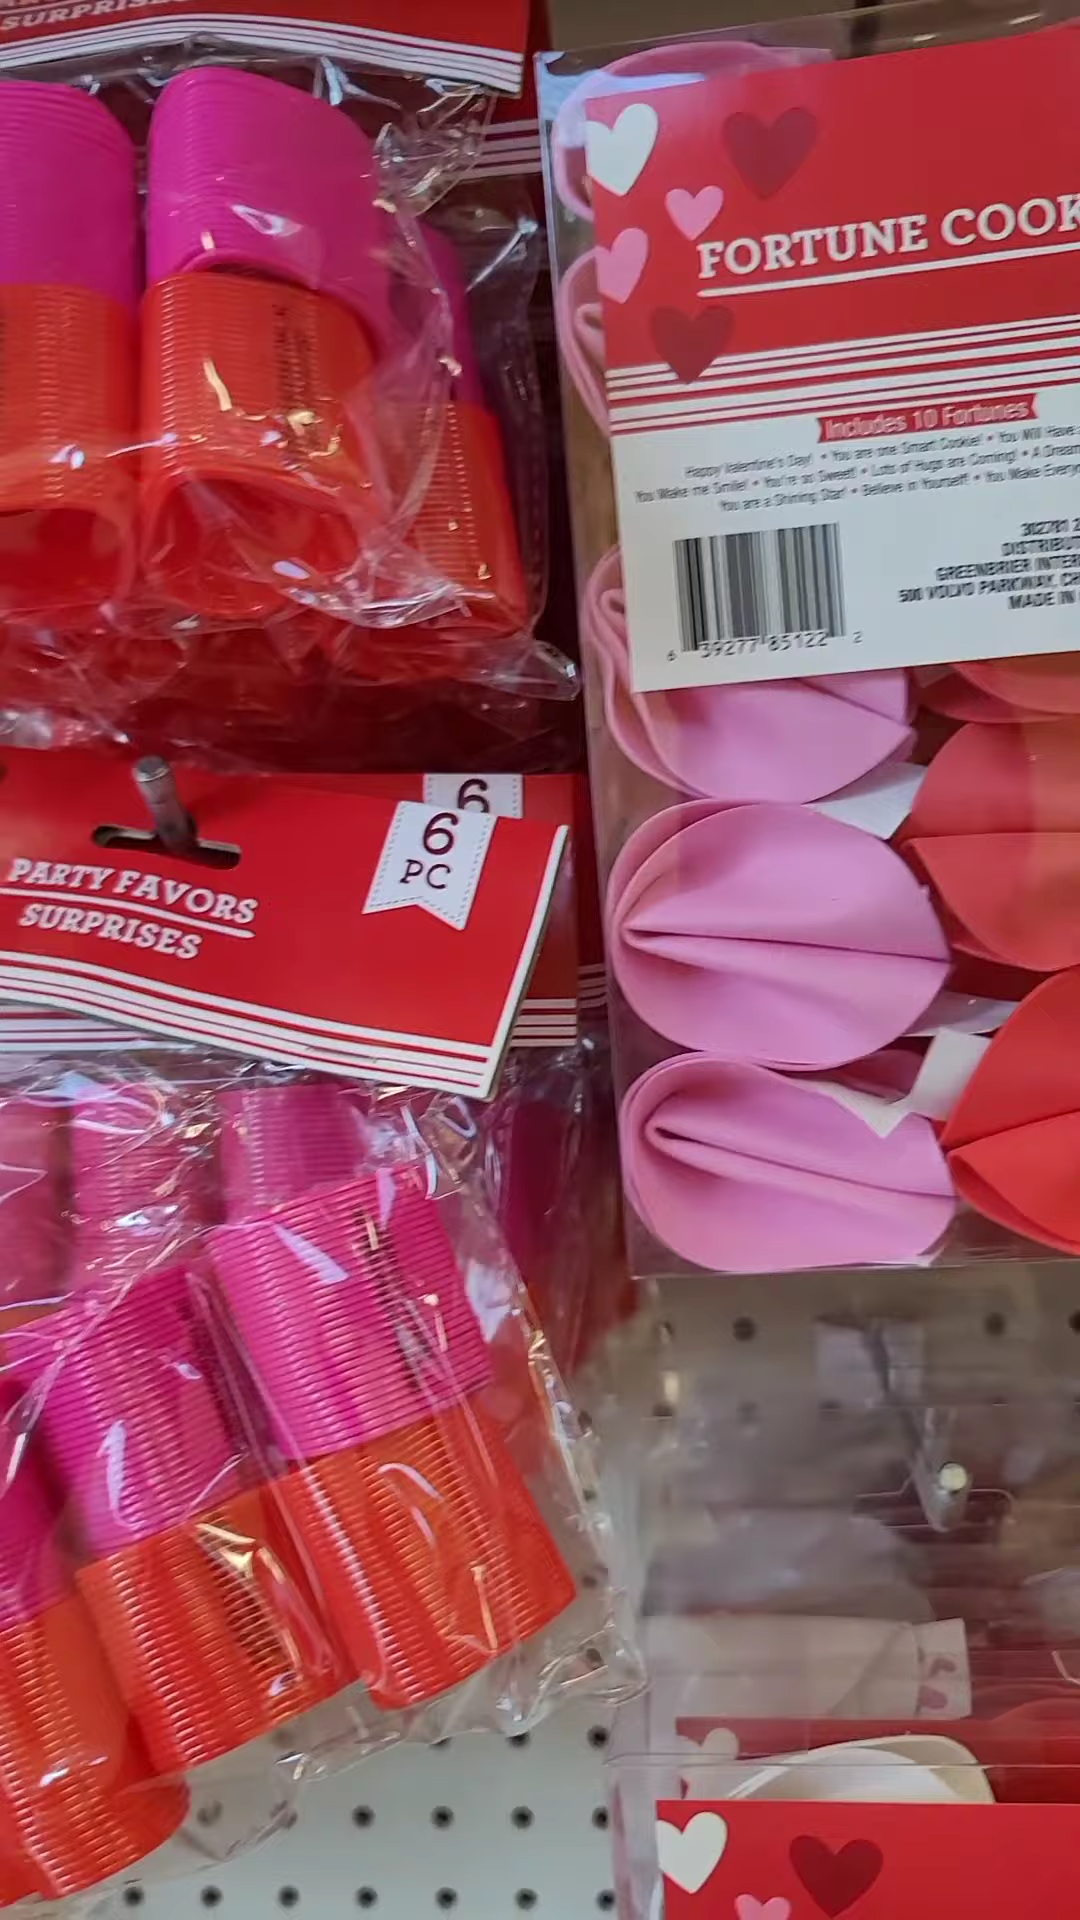 SURPRISES
FORTUNE COOK
Includes 10 Fortunes
Happy Valentine's Day! • You are one Smart Cookie! • You Will Have
You Make me Smile! • You're so Sweet! • Lots of Hugs are Coming! • A Dream
You are a Shining Star! • Believe in Yourself! • You Make Every
302781 2
DISTRIBUT
GREENBRIER INTER
500 VOLVO PARKWAY, CH
MADE IN
6 39277 85122 2
6
6
PC
PARTY FAVORS
SURPRISES